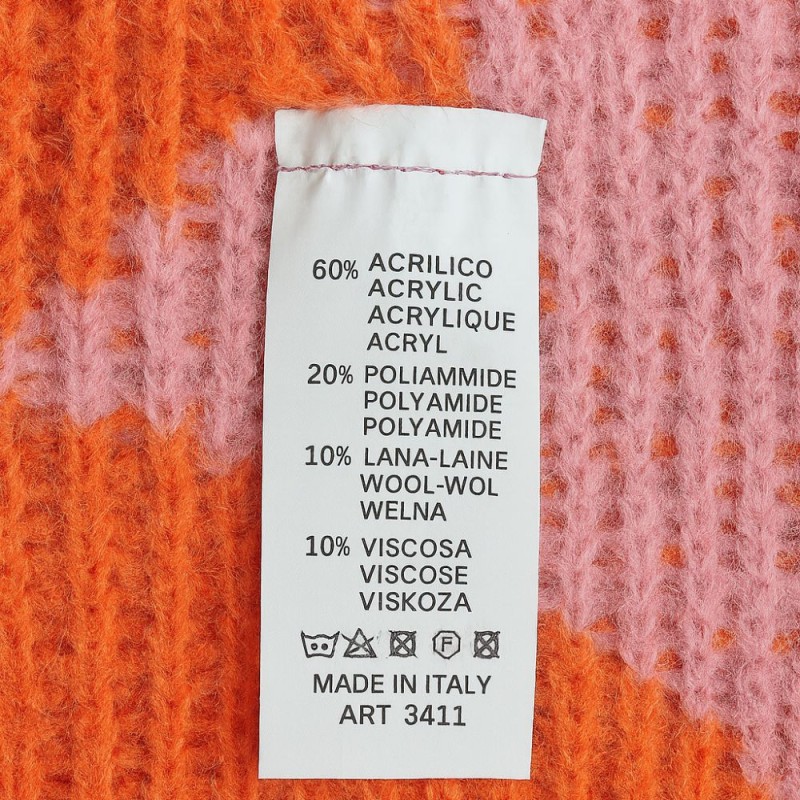 60% ACRILICO
ACRYLIC
ACRYLIQUE
ACRYL
20% POLIAMMIDE
POLYAMIDE
POLYAMIDE
10% LANA-LAINE
WOOL-WOL
WELNA
10% VISCOSA
VISCOSE
VISKOZA
F
MADE IN ITALY
ART 3411